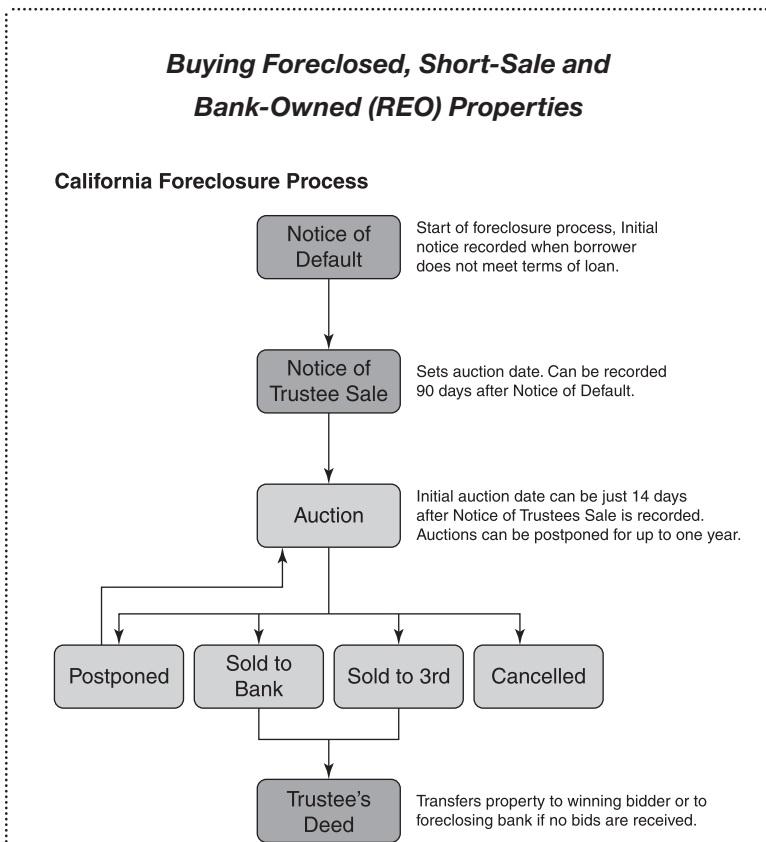 Buying Foreclosed, Short-Sale and
Bank-Owned (REO) Properties
California Foreclosure Process
Notice of
Default
Start of foreclosure process, Initial
notice recorded when borrower
does not meet terms of loan.
Notice of
Trustee Sale
Sets auction date. Can be recorded
90 days after Notice of Default.
Auction
Initial auction date can be just 14 days
after Notice of Trustees Sale is recorded.
Auctions can be postponed for up to one year.
Postponed
Sold to
Bank
Sold to 3rd
Cancelled
Trustee's
Deed
Transfers property to winning bidder or to
foreclosing bank if no bids are received.